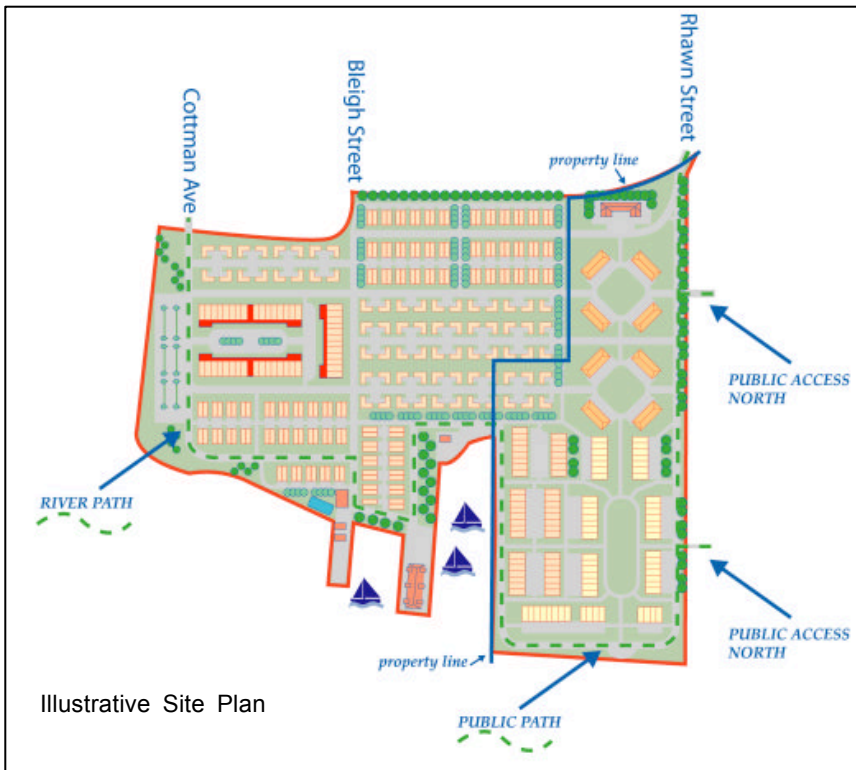 Rhawn Street
Bleigh Street
Cottman Ave
property line
PUBLIC ACCESS
NORTH
RIVER PATH
PUBLIC ACCESS
NORTH
property line
Illustrative Site Plan
PUBLIC PATH